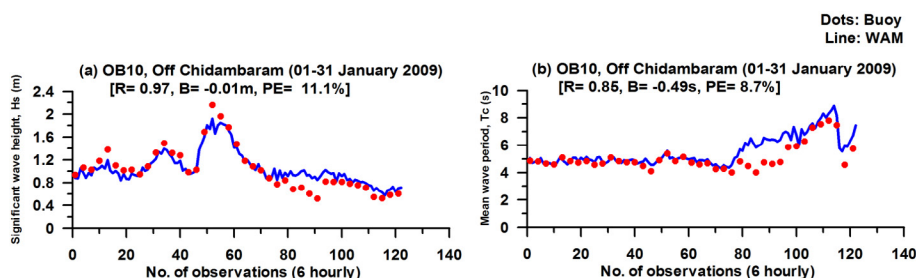 Dots: Buoy
Line: WAM
(a) OB10, Off Chidambaram (01-31 January 2009)
[R= 0.97, B= -0.01m, PE= 11.1%]
Significant wave height, Hs (m)
2.4
2
1.6
1.2
0.8
0.4
0
0 20 40 60 80 100 120 140
No. of observations (6 hourly)
(b) OB10, Off Chidambaram (01-31 January 2009)
[R= 0.85, B= -0.49s, PE= 8.7%]
Mean wave period, Tc (s)
10
8
6
4
2
0
0 20 40 60 80 100 120 140
No. of observations (6 hourly)